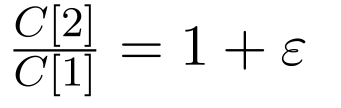 C[2]/C[1] = 1 + ε